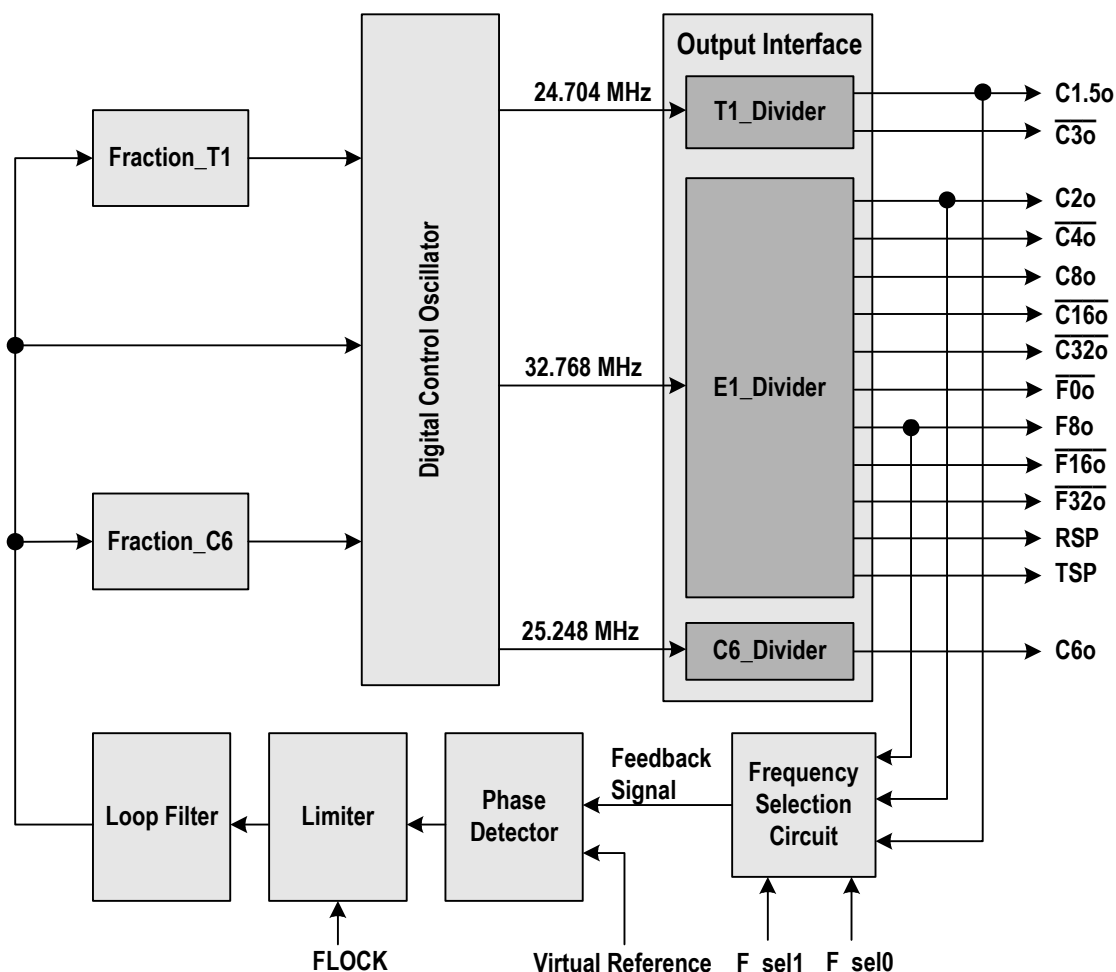 Output Interface
24.704 MHz
T1_Divider
C1.5o
C3o
Fraction_T1
C2o
C4o
C8o
C16o
C32o
Digital Control Oscillator
32.768 MHz
E1_Divider
F0o
F8o
F16o
F32o
RSP
TSP
Fraction_C6
25.248 MHz
C6_Divider
C6o
Loop Filter
Limiter
Phase
Detector
Feedback
Signal
Frequency
Selection
Circuit
FLOCK
Virtual Reference
F_sel1
F_sel0